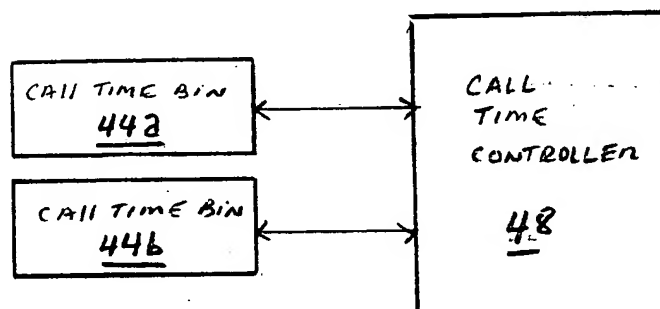 CALL TIME BIN
44a
CALL TIME BIN
44b
CALL
TIME
CONTROLLER
48